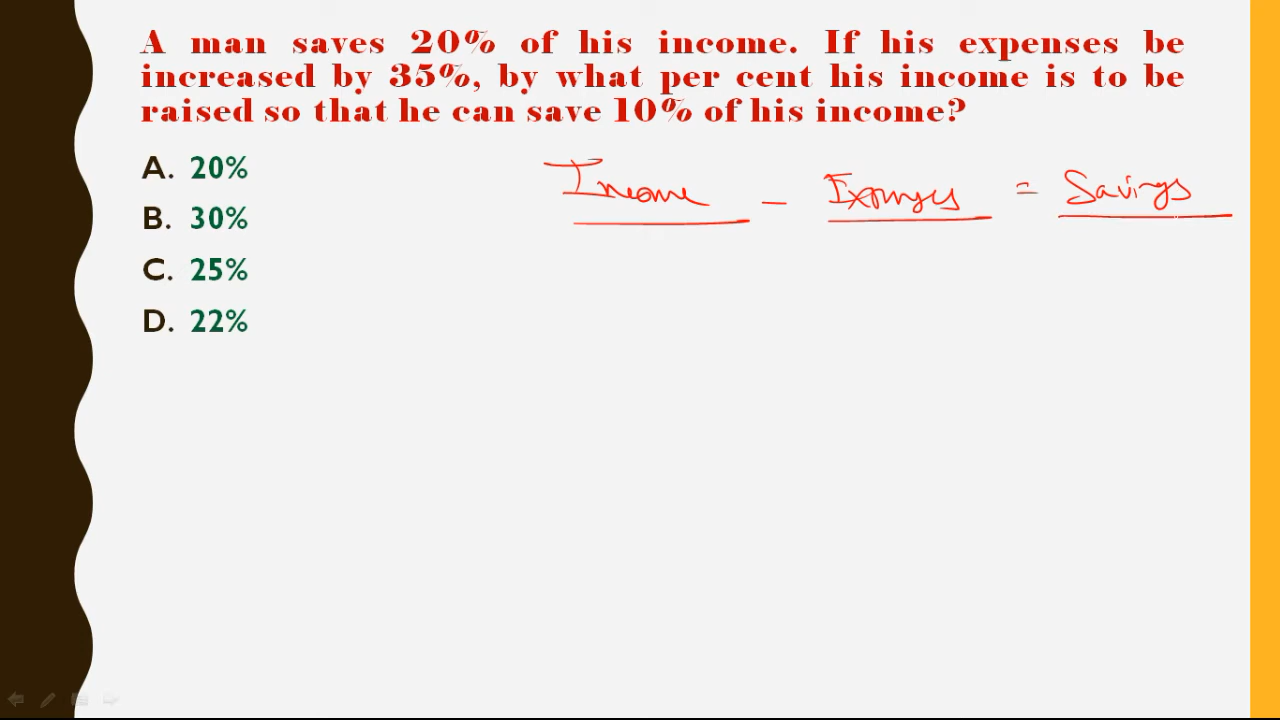 A man saves 20% of his income. If his expenses be
increased by 35%, by what per cent his income is to be
raised so that he can save 10% of his income?
A. 20%
B. 30%
C. 25%
D. 22%
Income - Expenses = Savings